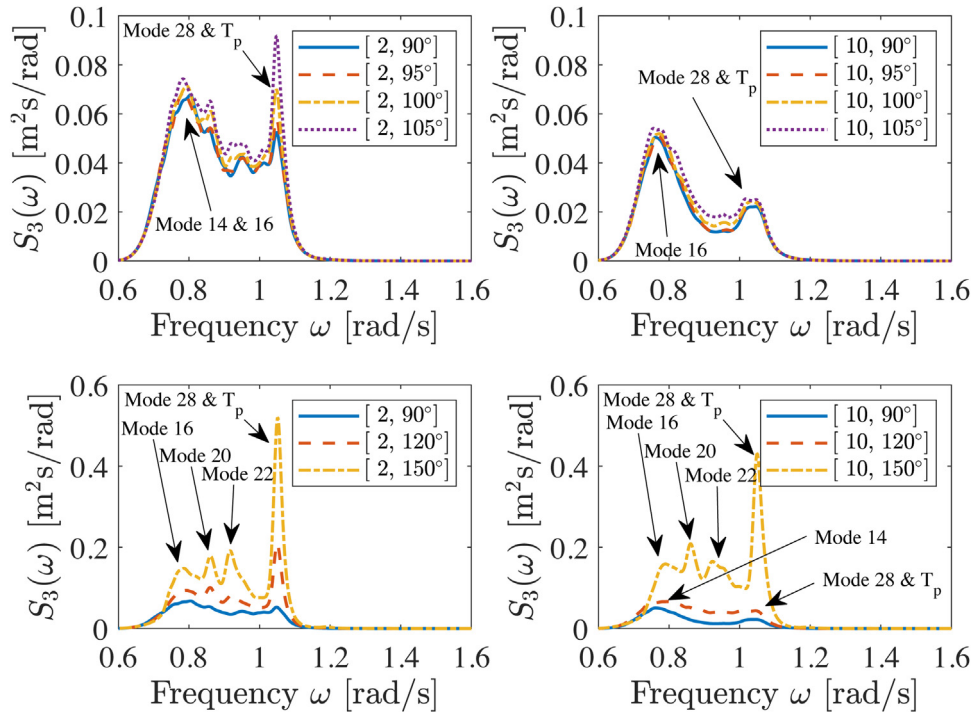 0.1
0.08
0.06
0.04
0.02
0
S₃(ω) [m²s/rad]
Mode 28 & Tₚ
Mode 14 & 16
[ 2, 90°]
[ 2, 95°]
[ 2, 100°]
[ 2, 105°]
0.6 0.8 1 1.2 1.4 1.6
Frequency ω [rad/s]
0.1
0.08
0.06
0.04
0.02
0
S₃(ω) [m²s/rad]
Mode 28 & Tₚ
Mode 16
[ 10, 90°]
[ 10, 95°]
[ 10, 100°]
[ 10, 105°]
0.6 0.8 1 1.2 1.4 1.6
Frequency ω [rad/s]
0.6
0.4
0.2
0
S₃(ω) [m²s/rad]
Mode 28 & Tₚ
Mode 16
Mode 20
Mode 22
[ 2, 90°]
[ 2, 120°]
[ 2, 150°]
0.6 0.8 1 1.2 1.4 1.6
Frequency ω [rad/s]
0.6
0.4
0.2
0
S₃(ω) [m²s/rad]
Mode 28 & Tₚ
Mode 16
Mode 20
Mode 22
Mode 14
Mode 28 & Tₚ
[ 10, 90°]
[ 10, 120°]
[ 10, 150°]
0.6 0.8 1 1.2 1.4 1.6
Frequency ω [rad/s]